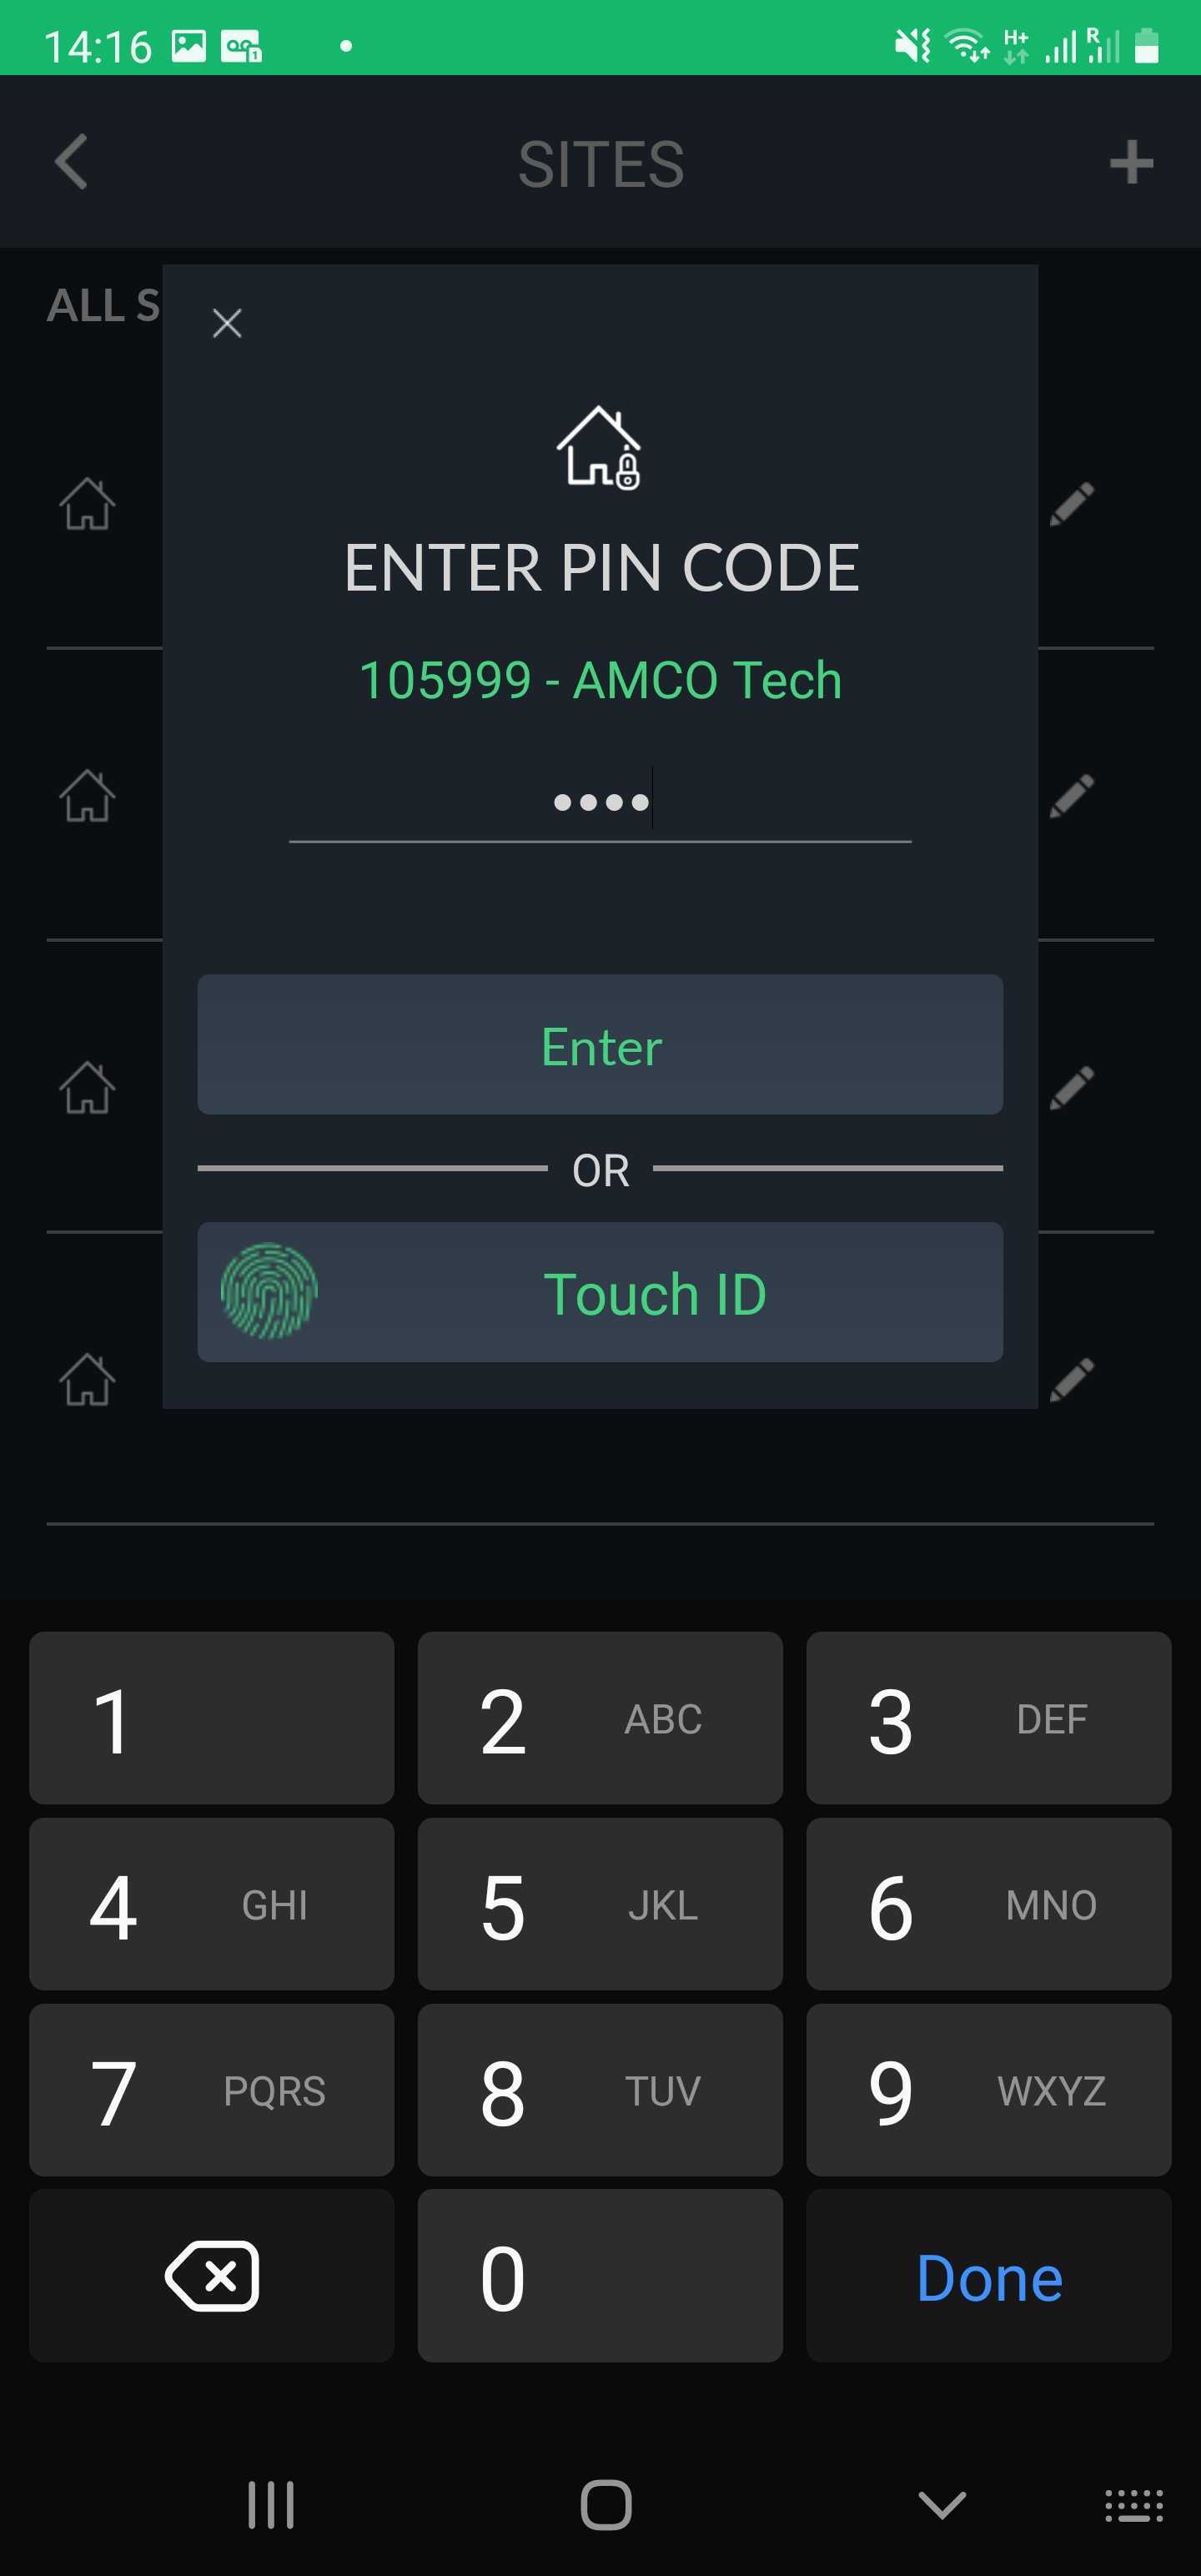 14:16
H+
R
1
SITES
ALL S
ENTER PIN CODE
105999 - AMCO Tech
••••
Enter
OR
Touch ID
1
2 ABC
3 DEF
4 GHI
5 JKL
6 MNO
7 PQRS
8 TUV
9 WXYZ
0
Done